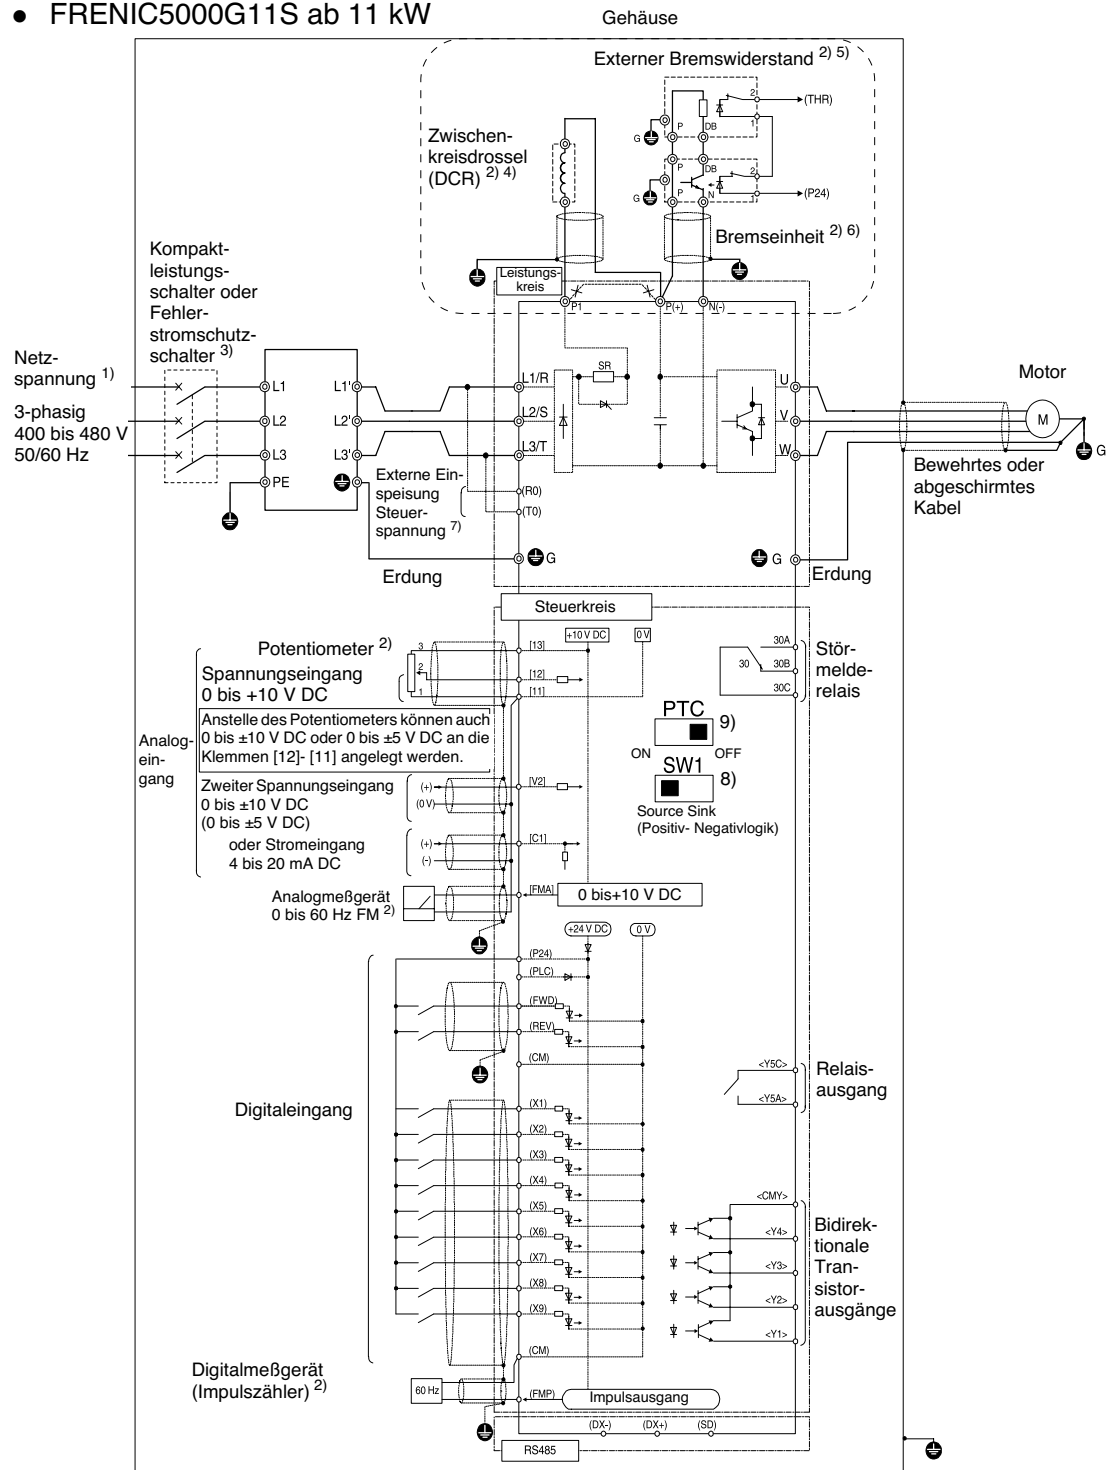 ● FRENIC5000G11S ab 11 kW
Gehäuse
Externer Bremswiderstand 2) 5)
2
(THR)
1
G
P
DB
Zwischen-
kreisdrossel
(DCR) 2) 4)
P
DB
2
G
P
N
1
(P24)
Bremseinheit 2) 6)
Kompakt-
leistungs-
schalter oder
Fehler-
stromschutz-
schalter 3)
Leistungs-
kreis
P1
P(+)
N(-)
Netz-
spannung 1)
3-phasig
400 bis 480 V
50/60 Hz
L1
L1'
L2
L2'
L3
L3'
PE
L1/R
L2/S
L3/T
SR
U
V
W
Motor
M
G
Bewehrtes oder
abgeschirmtes
Kabel
Externe Ein-
speisung
Steuer-
spannung 7)
(R0)
(T0)
G
G
Erdung
Erdung
Steuerkreis
Potentiometer 2)
Spannungseingang
0 bis +10 V DC
3
2
1
[13]
[12]
[11]
+10 V DC
0 V
30A
30
30B
30C
Stör-
melde-
relais
Anstelle des Potentiometers können auch
0 bis ±10 V DC oder 0 bis ±5 V DC an die
Klemmen [12]- [11] angelegt werden.
PTC
9)
ON
OFF
SW1
8)
Source Sink
(Positiv- Negativlogik)
Analog-
ein-
gang
Zweiter Spannungseingang
0 bis ±10 V DC
(0 bis ±5 V DC)
(+)
(0 V)
[V2]
oder Stromeingang
4 bis 20 mA DC
(+)
(-)
[C1]
Analogmeßgerät
0 bis 60 Hz FM 2)
[FMA]
0 bis+10 V DC
+24 V DC
0 V
(P24)
(PLC)
(FWD)
(REV)
(CM)
Digitaleingang
(X1)
(X2)
(X3)
(X4)
(X5)
(X6)
(X7)
(X8)
(X9)
(CM)
<Y5C>
<Y5A>
Relais-
ausgang
<CMY>
<Y4>
<Y3>
<Y2>
<Y1>
Bidirek-
tionale
Tran-
sistor-
ausgänge
Digitalmeßgerät
(Impulszähler) 2)
60 Hz
(FMP)
Impulsausgang
(DX-)
(DX+)
(SD)
RS485